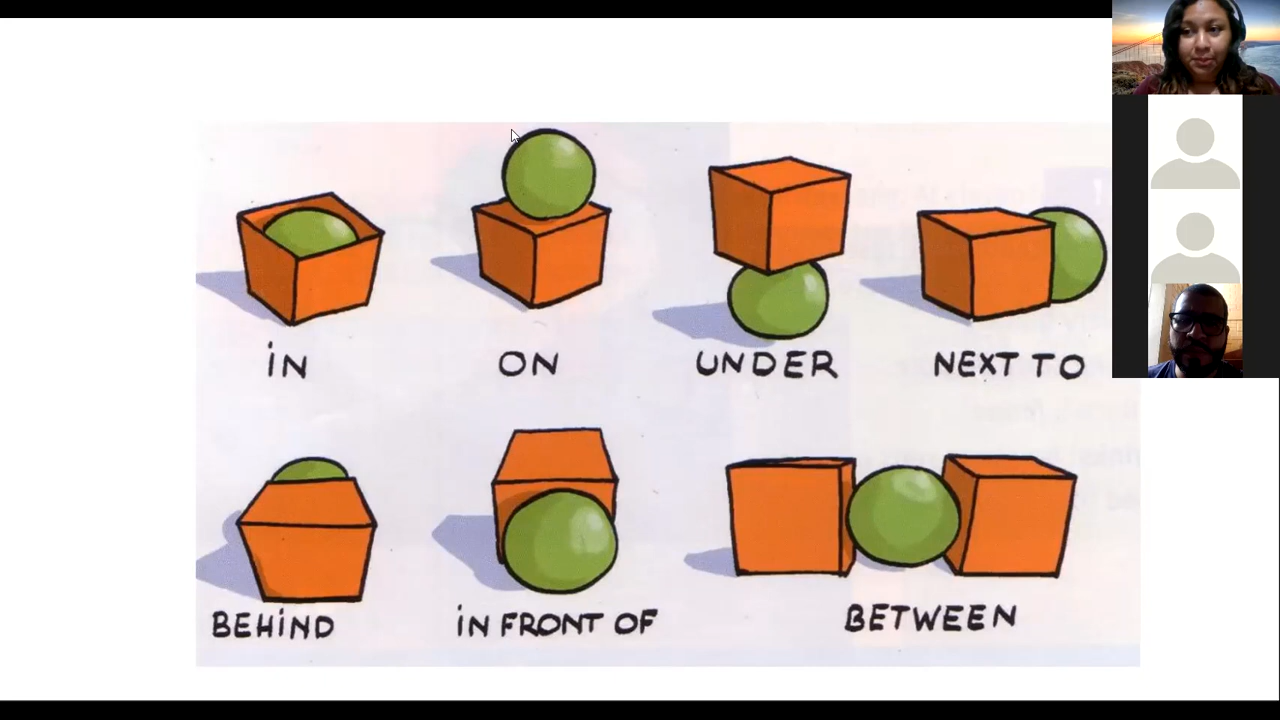 iN
ON
UNDER
NEXT TO
BEHiND
iN FRONT OF
BETWEEN